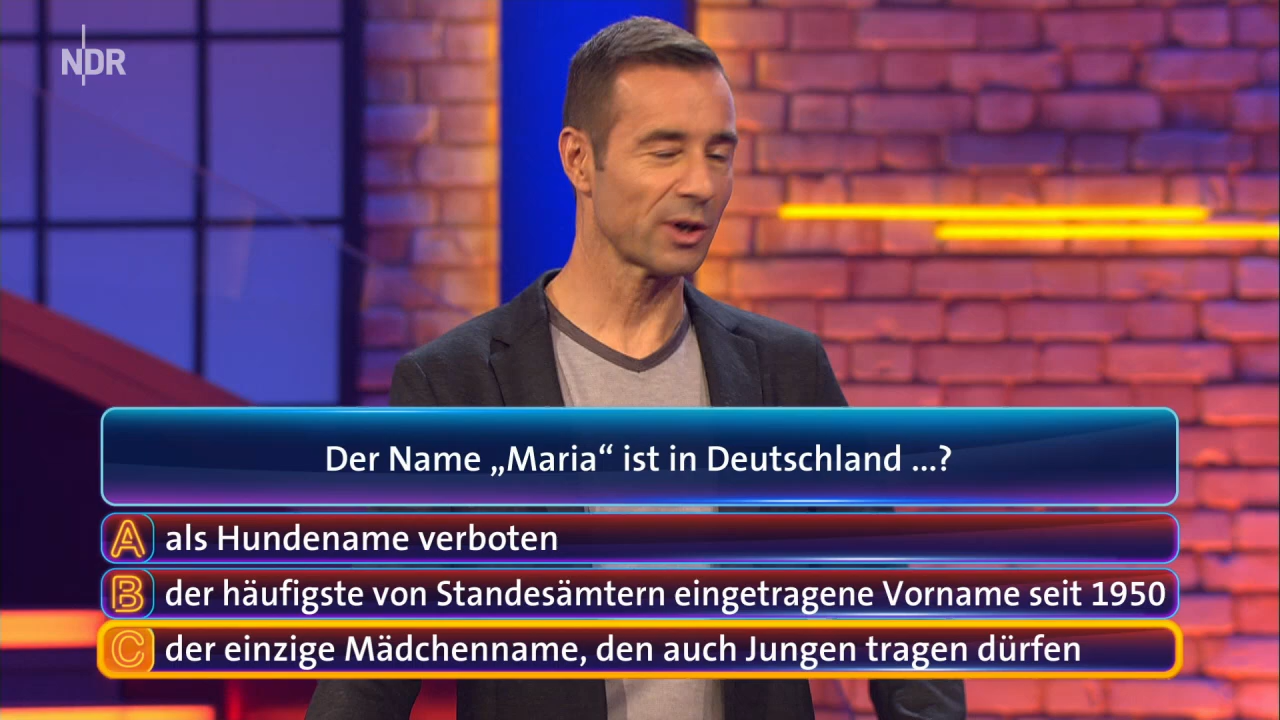 NDR
Der Name „Maria“ ist in Deutschland ...?
A als Hundename verboten
B der häufigste von Standesämtern eingetragene Vorname seit 1950
C der einzige Mädchenname, den auch Jungen tragen dürfen